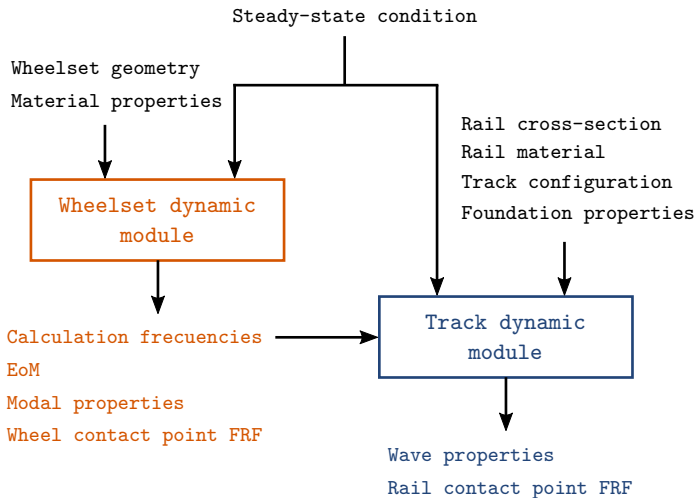 Steady-state condition
Wheelset geometry
Material properties
Rail cross-section
Rail material
Track configuration
Foundation properties
Wheelset dynamic
module
Calculation frecuencies
EoM
Modal properties
Wheel contact point FRF
Track dynamic
module
Wave properties
Rail contact point FRF